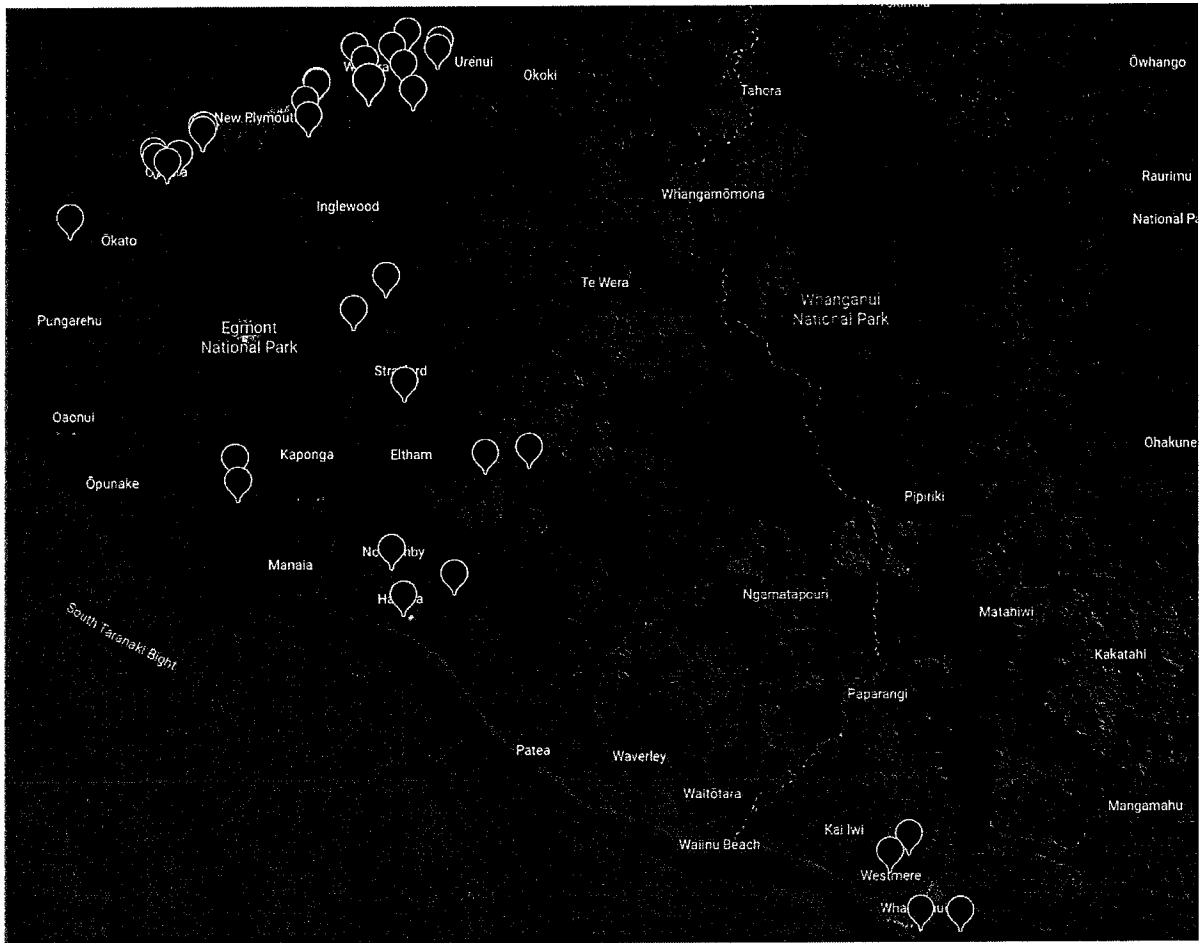 Urenui
Okoki
Ōwhango
Tahora
New Plymouth
Raurimu
Whangamōmona
Inglewood
National Pa
Ōkato
Te Wera
Whanganui
National Park
Pungarehu
Egmont
National Park
Oaonui
Kaponga
Eltham
Ohakune
Ōpunake
Pipiriki
Manaia
Ngamatapouri
Matahiwi
South Taranaki Bight
Kakatahi
Paparangi
Patea
Waverley
Waitōtara
Mangamahu
Kai Iwi
Waiinu Beach
Westmere